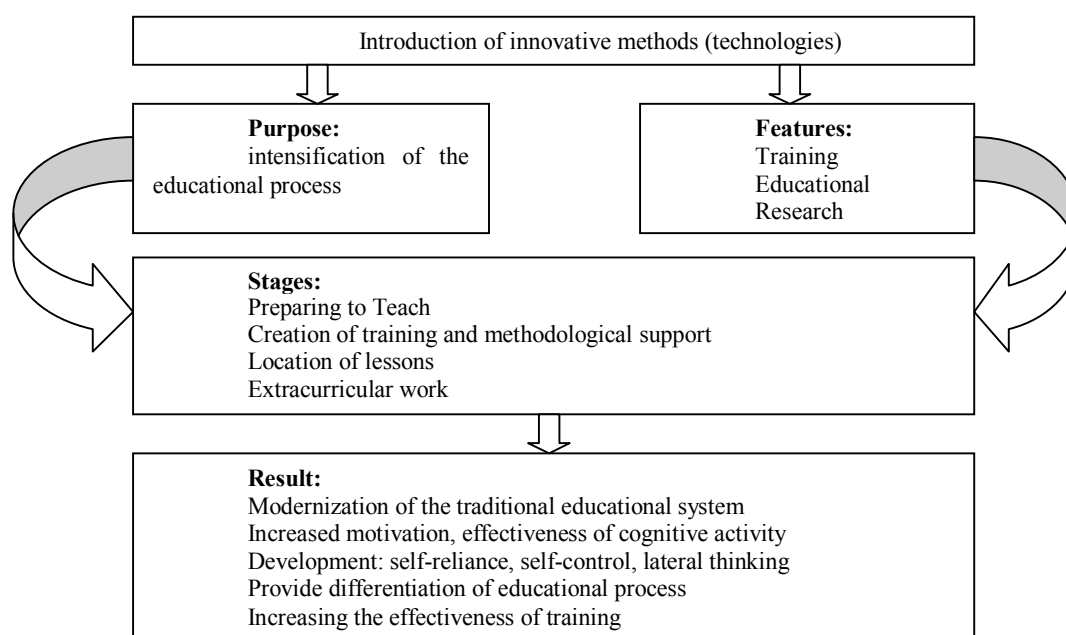 Introduction of innovative methods (technologies)
Purpose:
intensification of the
educational process
Features:
Training
Educational
Research
Stages:
Preparing to Teach
Creation of training and methodological support
Location of lessons
Extracurricular work
Result:
Modernization of the traditional educational system
Increased motivation, effectiveness of cognitive activity
Development: self-reliance, self-control, lateral thinking
Provide differentiation of educational process
Increasing the effectiveness of training